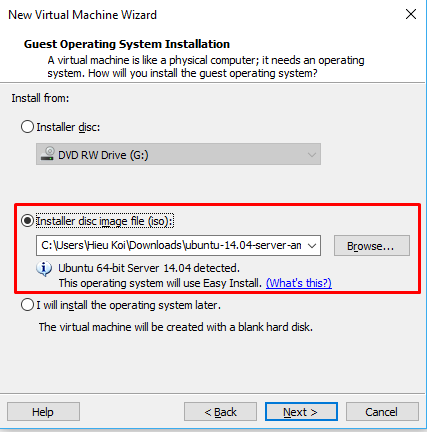 New Virtual Machine Wizard
Guest Operating System Installation
A virtual machine is like a physical computer; it needs an operating
system. How will you install the guest operating system?
Install from:
Installer disc:
DVD RW Drive (G:)
Installer disc image file (iso):
C:\Users\Hieu Koi\Downloads\ubuntu-14.04-server-am
Browse...
Ubuntu 64-bit Server 14.04 detected.
This operating system will use Easy Install. (What's this?)
I will install the operating system later.
The virtual machine will be created with a blank hard disk.
Help
< Back
Next >
Cancel